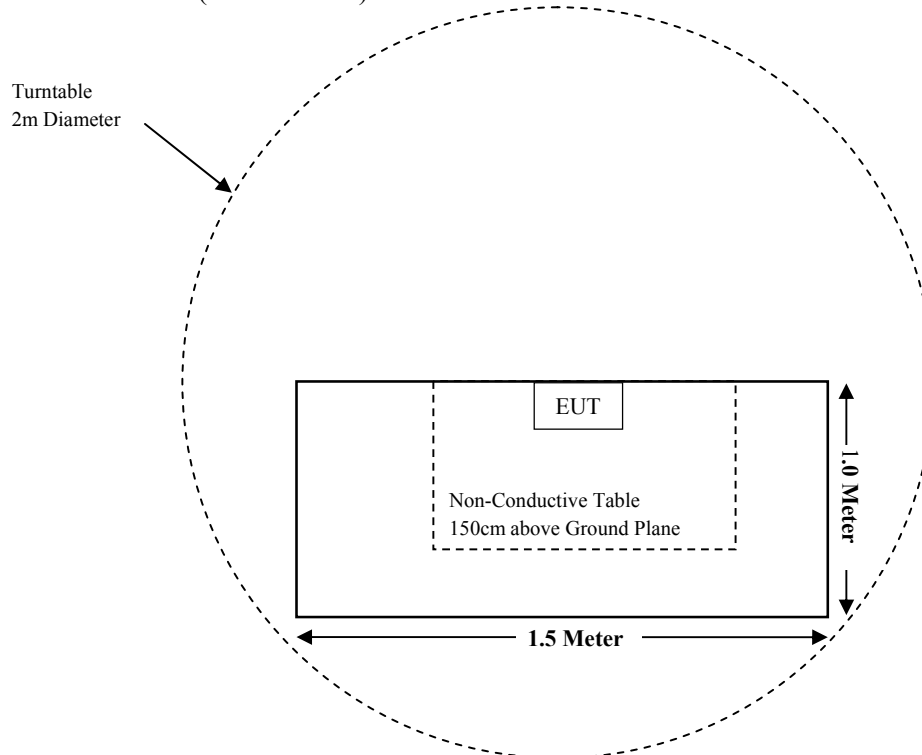 Turntable
2m Diameter
EUT
Non-Conductive Table
150cm above Ground Plane
1.0 Meter
1.5 Meter